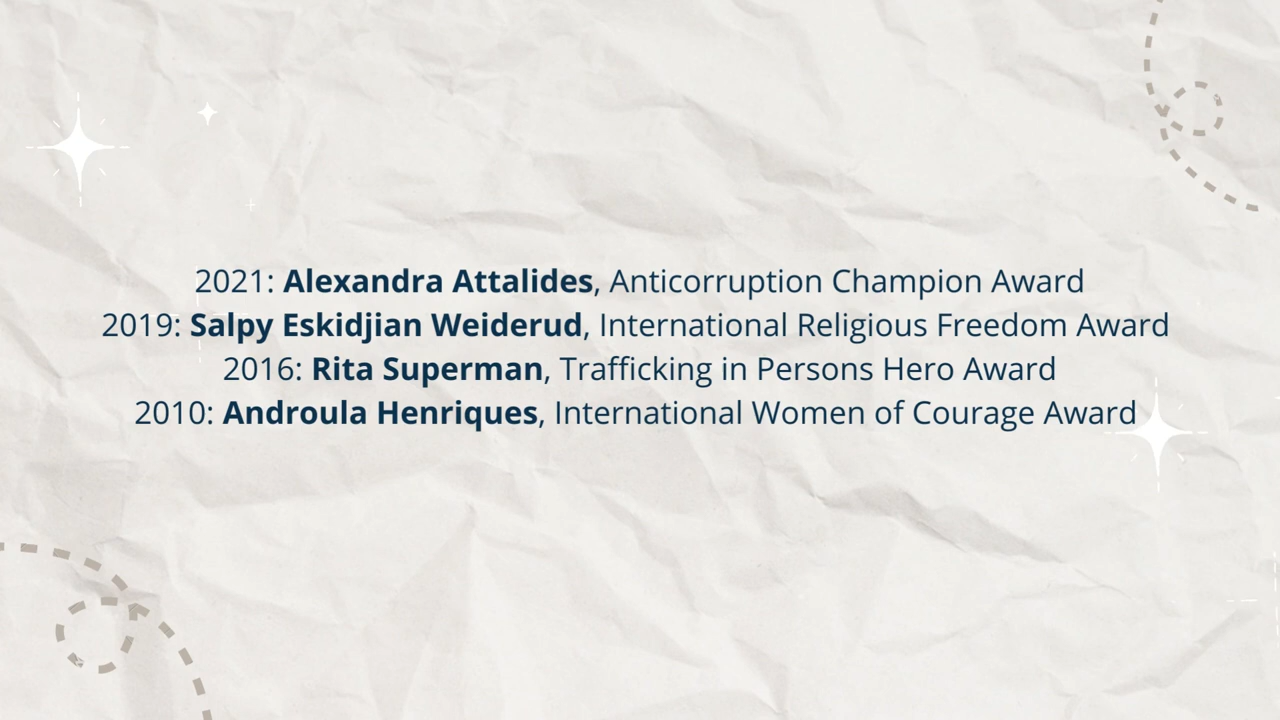 2021: Alexandra Attalides, Anticorruption Champion Award
2019: Salpy Eskidjian Weiderud, International Religious Freedom Award
2016: Rita Superman, Trafficking in Persons Hero Award
2010: Androula Henriques, International Women of Courage Award